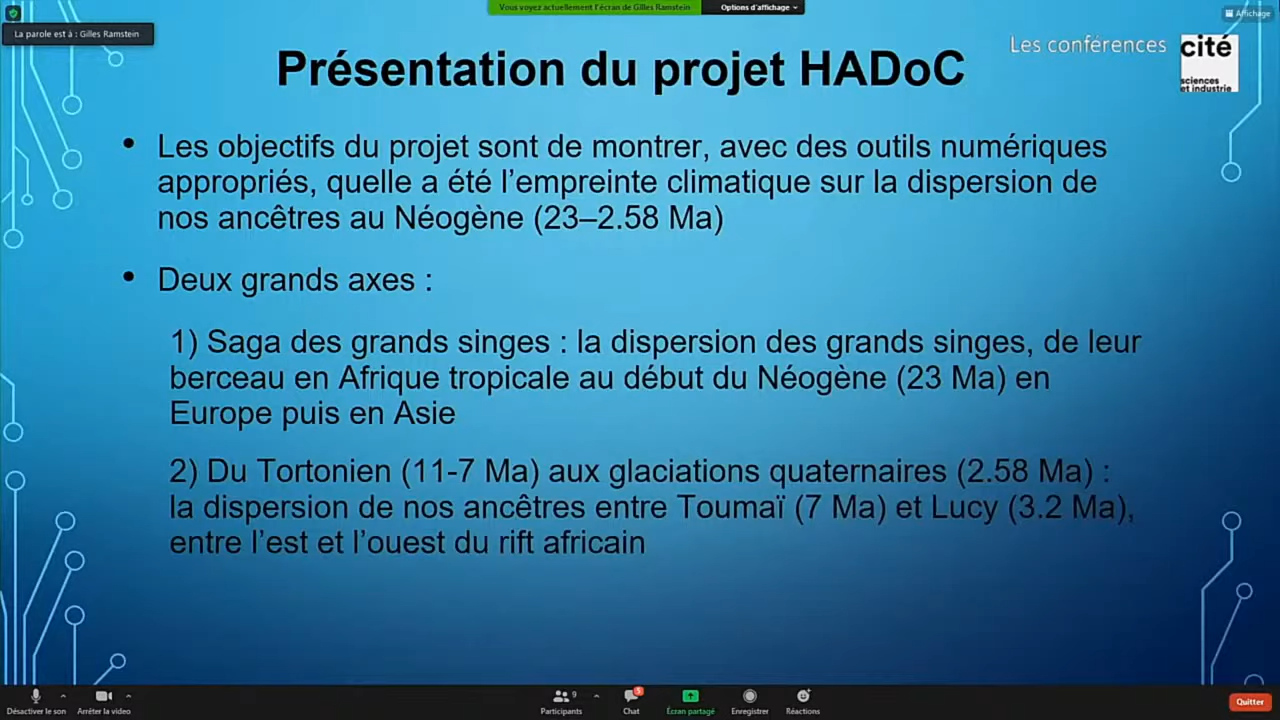 Vous voyez actuellement l'écran de Gilles Ramstein
Options d'affichage
Affichage
La parole est à : Gilles Ramstein
Les conférences
cité
sciences
et industrie
Présentation du projet HADoC
• Les objectifs du projet sont de montrer, avec des outils numériques
appropriés, quelle a été l’empreinte climatique sur la dispersion de
nos ancêtres au Néogène (23–2.58 Ma)
• Deux grands axes :
1) Saga des grands singes : la dispersion des grands singes, de leur
berceau en Afrique tropicale au début du Néogène (23 Ma) en
Europe puis en Asie
2) Du Tortonien (11-7 Ma) aux glaciations quaternaires (2.58 Ma) :
la dispersion de nos ancêtres entre Toumaï (7 Ma) et Lucy (3.2 Ma),
entre l’est et l’ouest du rift africain
Désactiver le son
Arrêter la vidéo
Participants
9
Chat
5
Écran partagé
Enregistrer
Réactions
Quitter